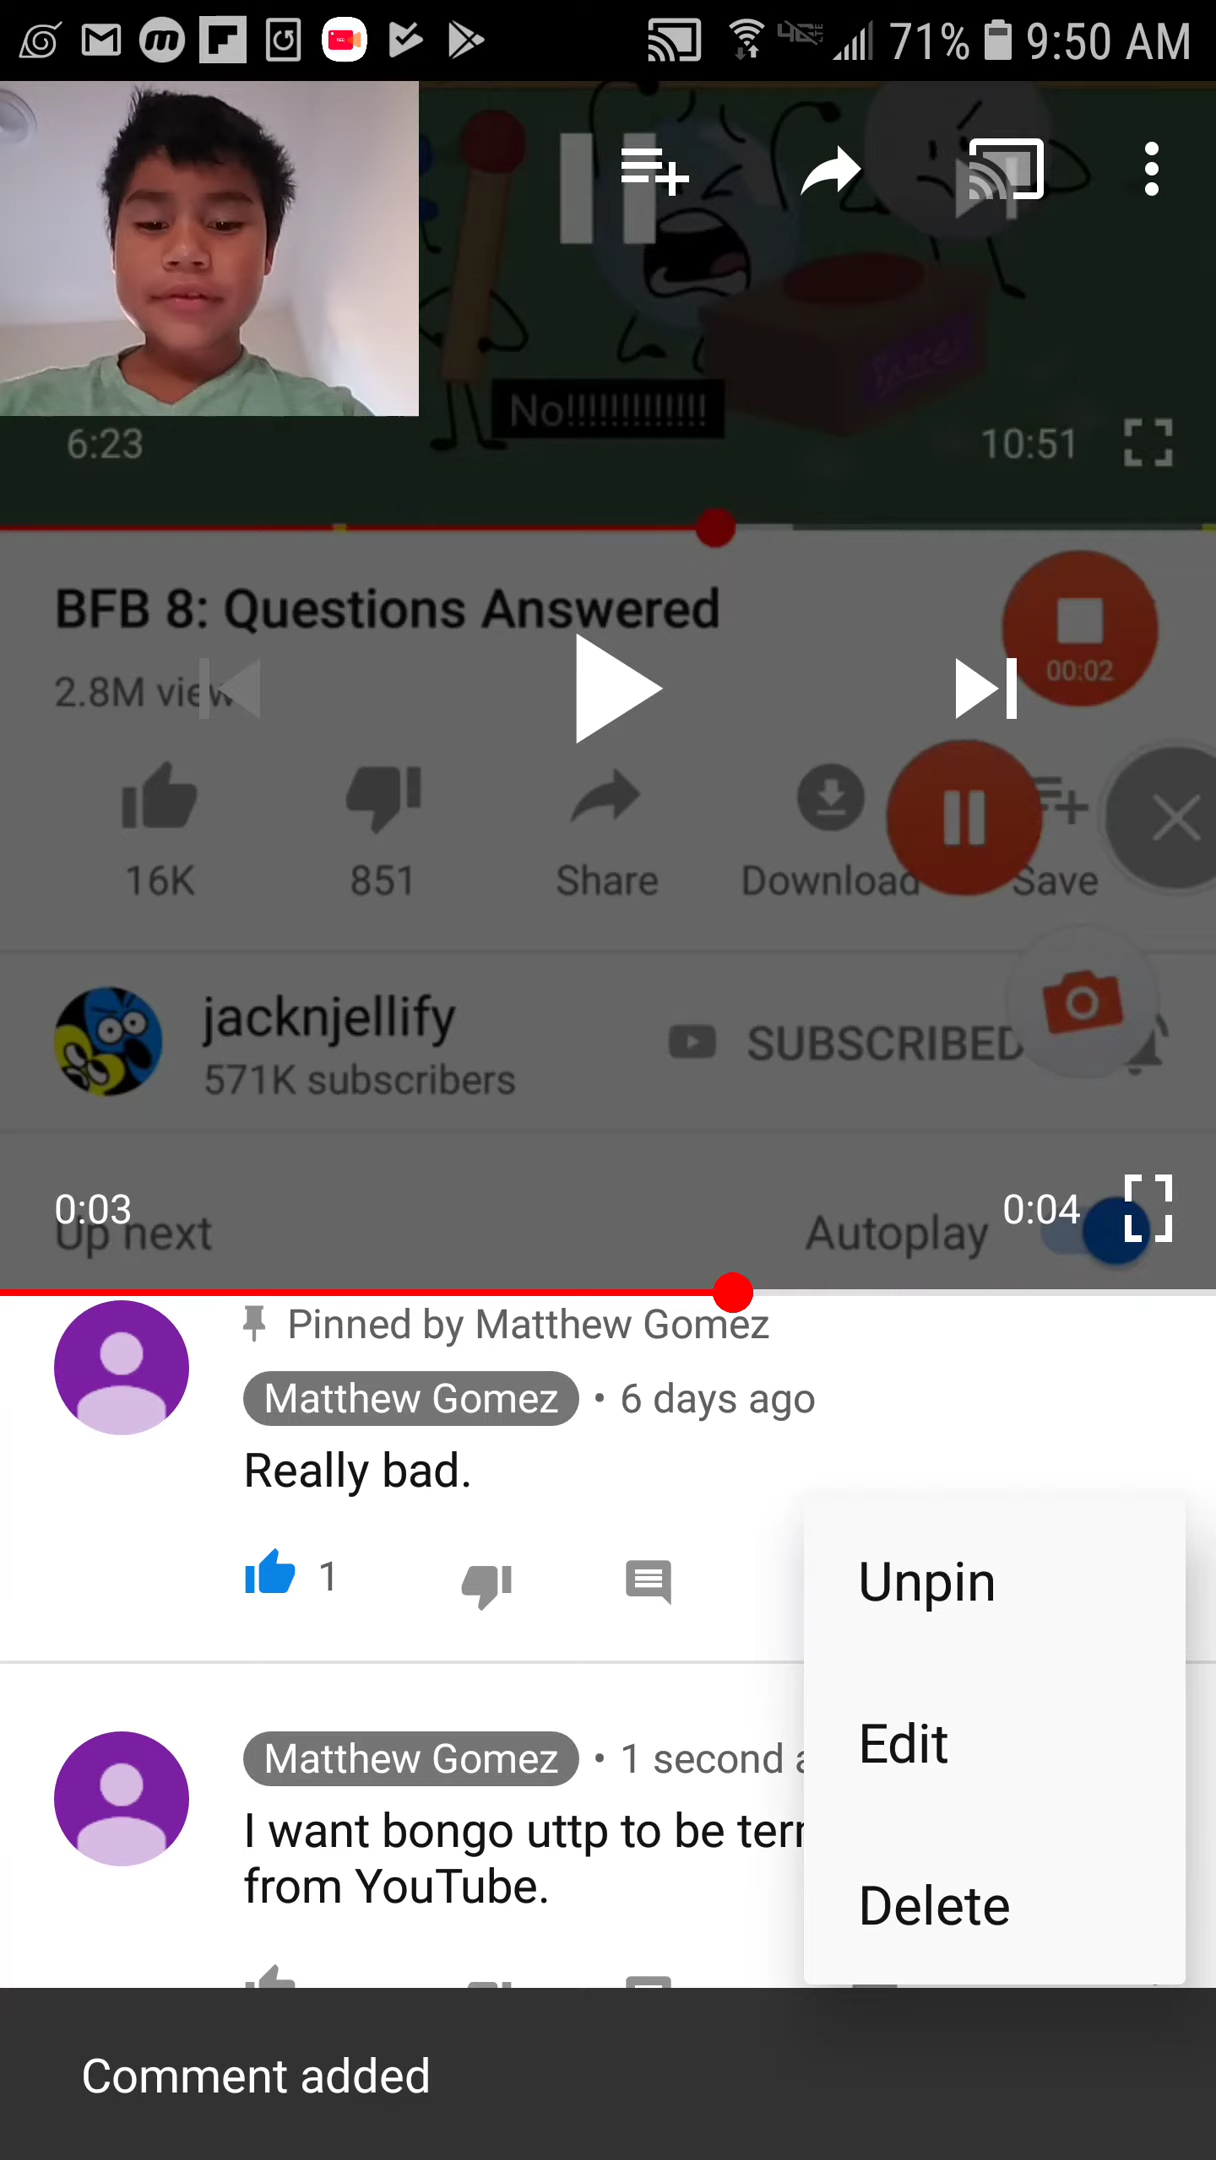 71% 9:50 AM
No!!!!!!!!!!!!!
Sauce
6:23 10:51
BFB 8: Questions Answered
00:02
2.8M view
16K 851 Share Download Save
jacknjellify
571K subscribers
SUBSCRIBED
0:03 0:04
Up next Autoplay
Pinned by Matthew Gomez
Matthew Gomez • 6 days ago
Really bad.
1
Unpin
Edit
Delete
Matthew Gomez • 1 second a
I want bongo uttp to be terr
from YouTube.
Comment added